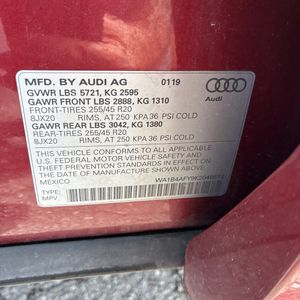 MFD. BY AUDI AG 0119
GVWR LBS 5721, KG 2595
GAWR FRONT LBS 2888, KG 1310
FRONT-TIRES 255/45 R20
8JX20 RIMS, AT 250 KPA 36 PSI COLD
GAWR REAR LBS 3042, KG 1380
REAR-TIRES 255/45 R20
8JX20 RIMS, AT 250 KPA 36 PSI COLD
Audi
THIS VEHICLE CONFORMS TO ALL APPLICABLE
U.S. FEDERAL MOTOR VEHICLE SAFETY, BUMPER AND
THEFT PREVENTION STANDARDS IN EFFECT
ON THE DATE OF MANUFACTURE SHOWN ABOVE.
MEXICO
TYPE:
MPV